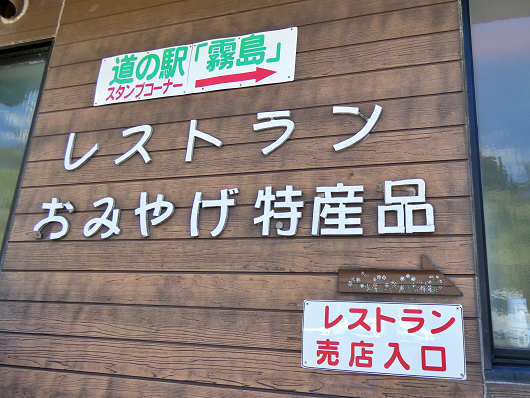 道の駅「霧島」
スタンプコーナー
レストラン
おみやげ 特産品
レストラン
売店入口